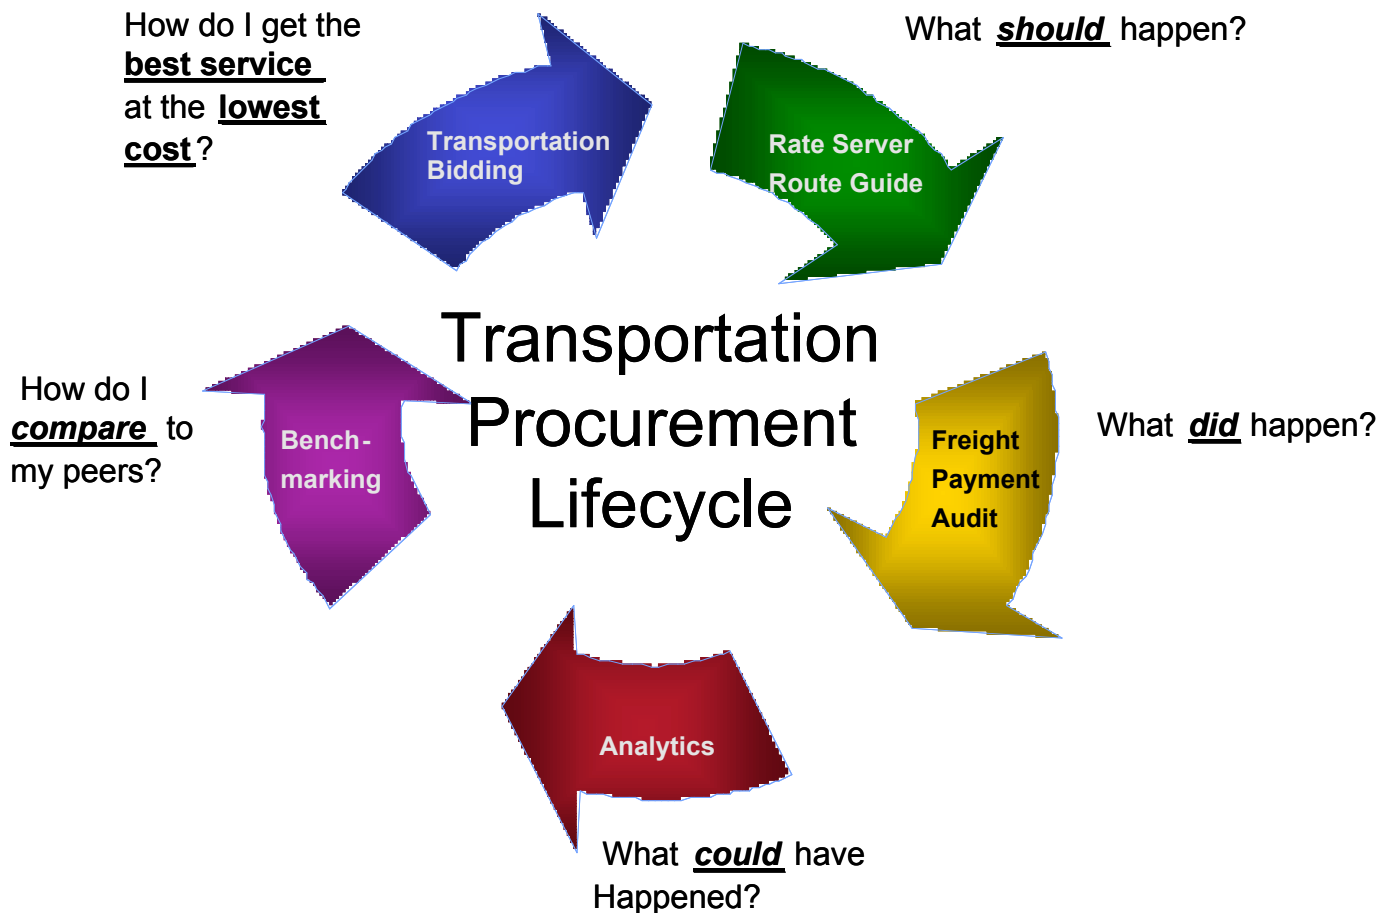 How do I get the
best service
at the lowest
cost?
What should happen?
Transportation
Bidding
Rate Server
Route Guide
Transportation
Procurement
Lifecycle
How do I
compare to
my peers?
Bench-
marking
Freight
Payment
Audit
What did happen?
Analytics
What could have
Happened?